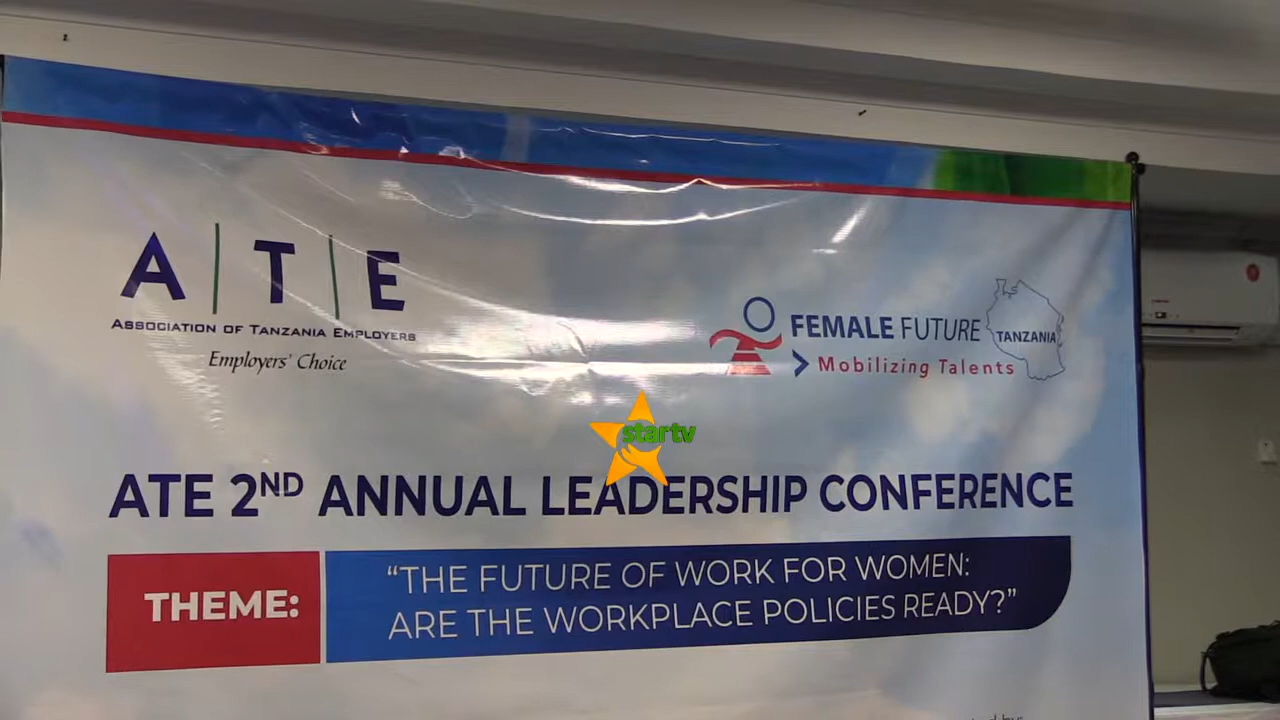 A|T|E
ASSOCIATION OF TANZANIA EMPLOYERS
Employers' Choice
FEMALE FUTURE TANZANIA
Mobilizing Talents
startv
ATE 2ND ANNUAL LEADERSHIP CONFERENCE
THEME:
“THE FUTURE OF WORK FOR WOMEN:
ARE THE WORKPLACE POLICIES READY?”